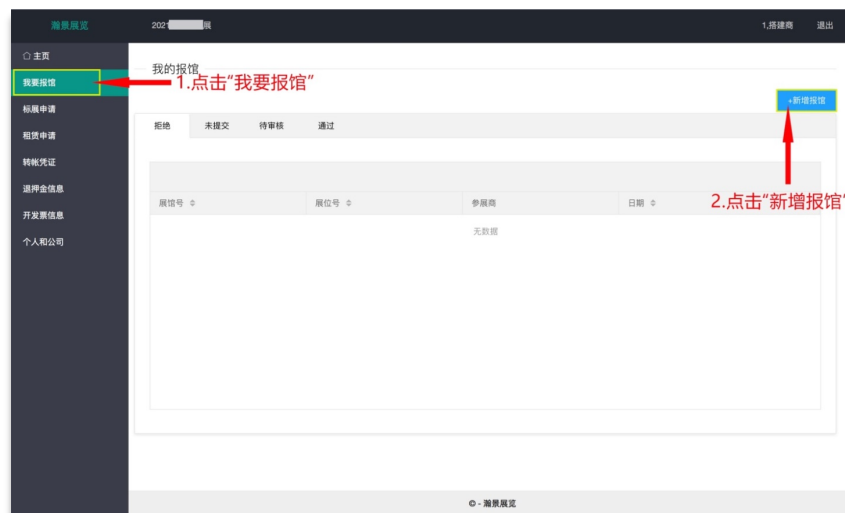 瀚景展览
2021
展
1,搭建商
退出
主页
我要报馆
标展申请
租赁申请
转帐凭证
退押金信息
开发票信息
个人和公司
我的报馆
1.点击“我要报馆”
+新增报馆
拒绝
未提交
待审核
通过
2.点击“新增报馆”
展馆号
展位号
参展商
日期
无数据
© - 瀚景展览